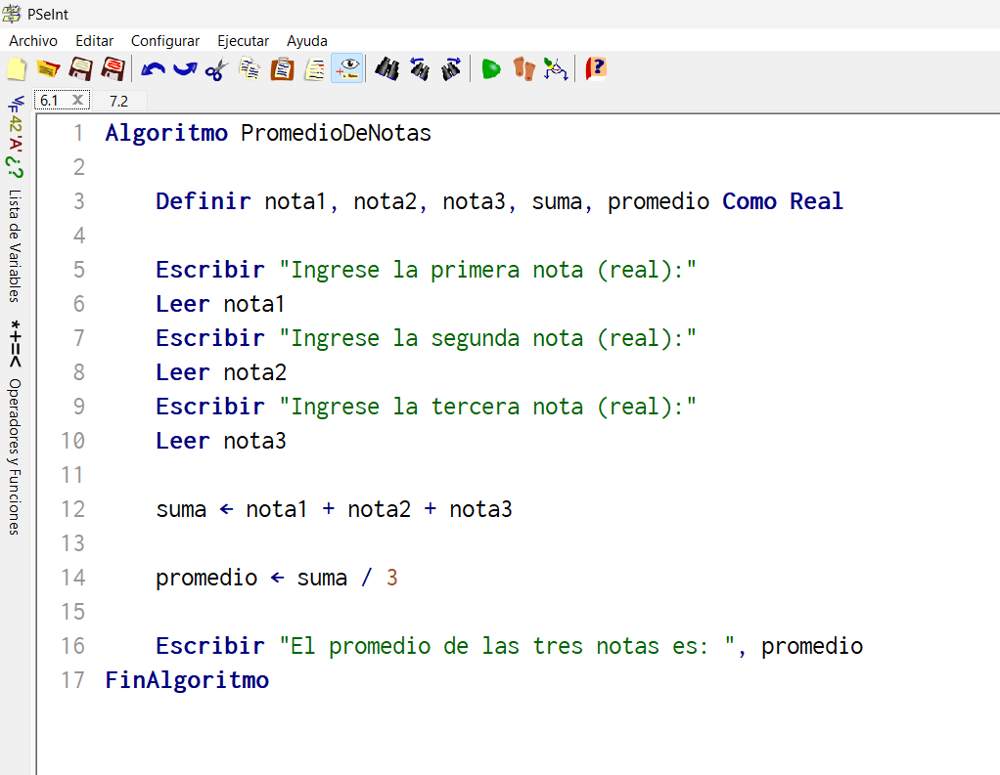 PSeInt
Archivo Editar Configurar Ejecutar Ayuda
6.1 X 7.2
V/F 42 'A' ¿?
Lista de Variables
*+=<
Operadores y Funciones
1 Algoritmo PromedioDeNotas
2
3 Definir nota1, nota2, nota3, suma, promedio Como Real
4
5 Escribir "Ingrese la primera nota (real):"
6 Leer nota1
7 Escribir "Ingrese la segunda nota (real):"
8 Leer nota2
9 Escribir "Ingrese la tercera nota (real):"
10 Leer nota3
11
12 suma ← nota1 + nota2 + nota3
13
14 promedio ← suma / 3
15
16 Escribir "El promedio de las tres notas es: ", promedio
17 FinAlgoritmo